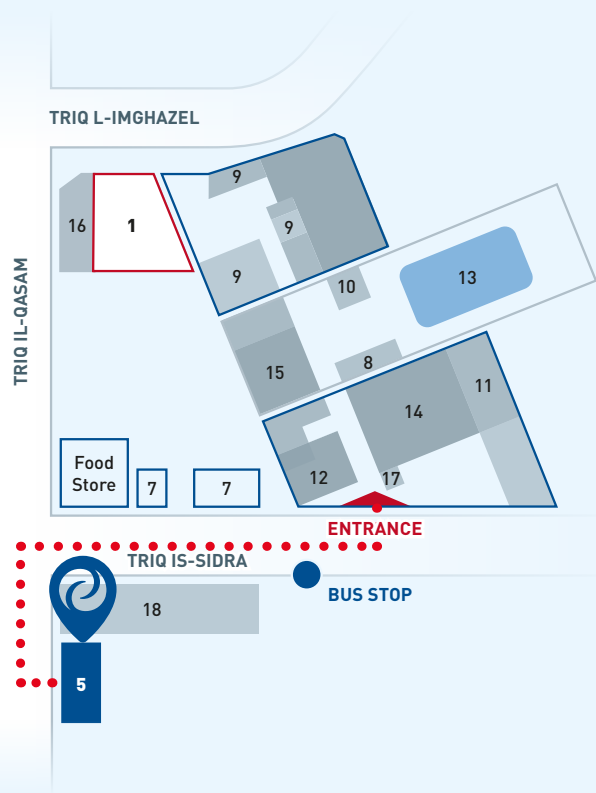 TRIQ L-IMGHAZEL
9
16
1
9
9
13
10
TRIQ IL-QASAM
8
15
11
14
Food
Store
12
17
7
7
ENTRANCE
TRIQ IS-SIDRA
BUS STOP
18
5